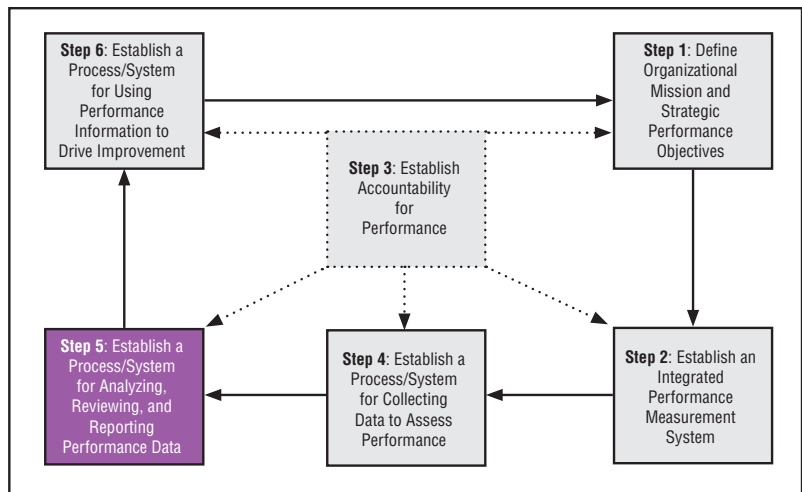 Step 6: Establish a
Process/System
for Using
Performance
Information to
Drive Improvement
Step 1: Define
Organizational
Mission and
Strategic
Performance
Objectives
Step 3: Establish
Accountability
for
Performance
Step 5: Establish a
Process/System
for Analyzing,
Reviewing, and
Reporting
Performance Data
Step 4: Establish a
Process/System
for Collecting
Data to Assess
Performance
Step 2: Establish an
Integrated
Performance
Measurement
System